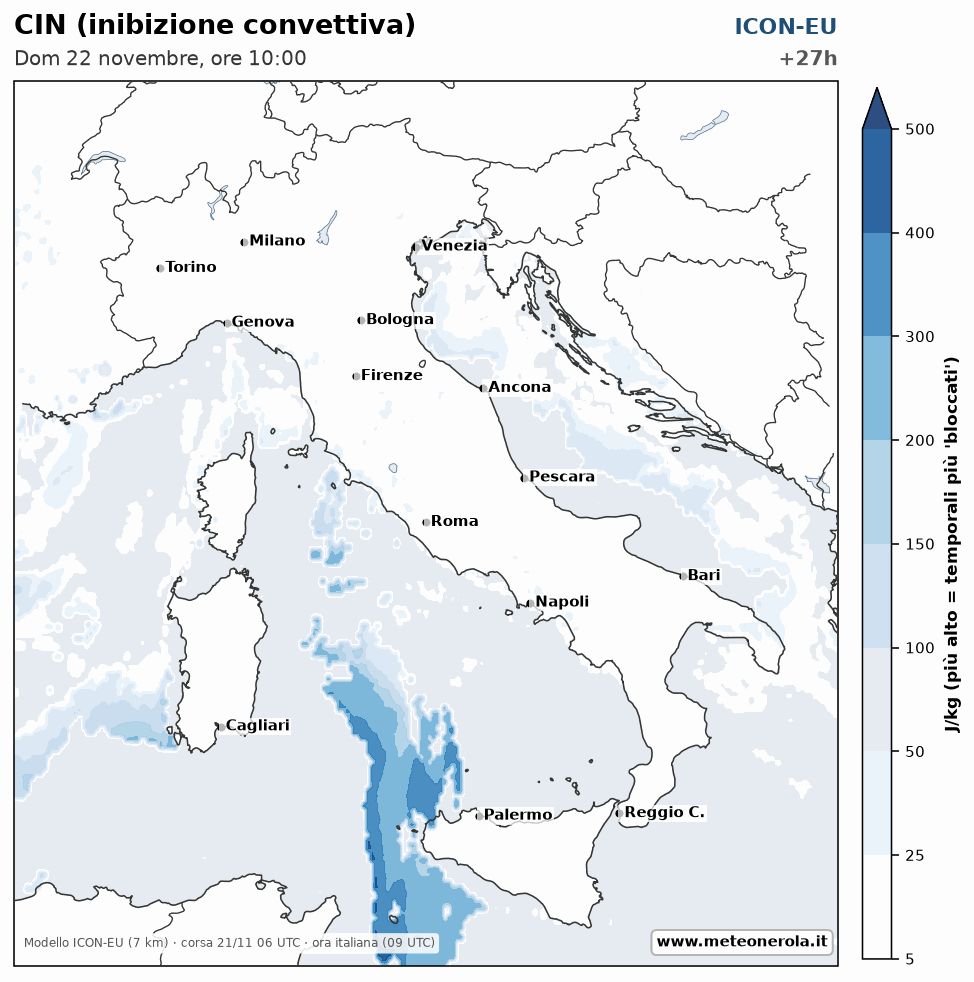 CIN (inibizione convettiva)
ICON-EU
Dom 22 novembre, ore 10:00
+27h
500
400
300
200
150
100
50
25
5
J/kg (più alto = temporali più 'bloccati')
Milano
Venezia
Torino
Genova
Bologna
Firenze
Ancona
Pescara
Roma
Bari
Napoli
Cagliari
Palermo
Reggio C.
Modello ICON-EU (7 km) · corsa 21/11 06 UTC · ora italiana (09 UTC)
www.meteonerola.it